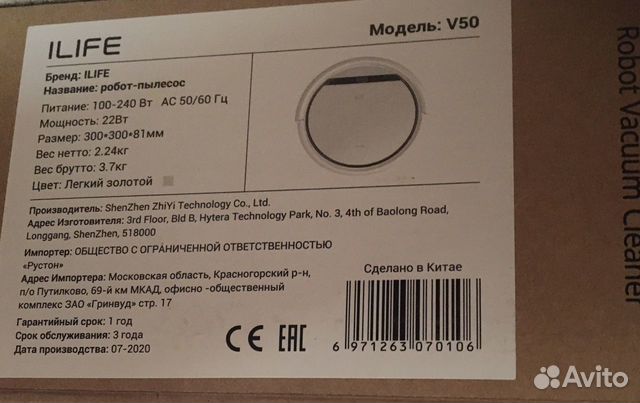 ILIFE
Модель: V50
Бренд: ILIFE
Название: робот-пылесос
Питание: 100-240 Вт AC 50/60 Гц
Мощность: 22Вт
Размер: 300*300*81мм
Вес нетто: 2.24кг
Вес брутто: 3.7кг
Цвет: Легкий золотой
Производитель: ShenZhen ZhiYi Technology Co., Ltd.
Адрес Изготовителя: 3rd Floor, Bld B, Hytera Technology Park, No. 3, 4th of Baolong Road,
Longgang, ShenZhen, 518000
Импортер: ОБЩЕСТВО С ОГРАНИЧЕННОЙ ОТВЕТСТВЕННОСТЬЮ
«Рустон»
Адрес Импортера: Московская область, Красногорский р-н,
п/о Путилково, 69-й км МКАД, офисно -общественный
комплекс ЗАО «Гринвуд» стр. 17
Гарантийный срок: 1 год
Срок обслуживания: 3 года
Дата производства: 07-2020
CE EAC
Сделано в Китае
6 971263 070106
Robot Vacuum Cleaner
Avito